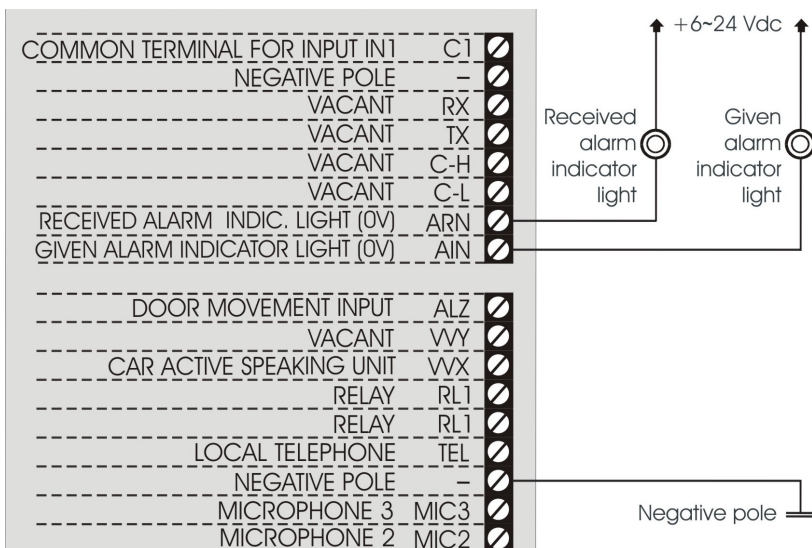 COMMON TERMINAL FOR INPUT IN1 C1
NEGATIVE POLE –
VACANT RX
VACANT TX
VACANT C-H
VACANT C-L
RECEIVED ALARM INDIC. LIGHT (0V) ARN
GIVEN ALARM INDICATOR LIGHT (0V) AIN
DOOR MOVEMENT INPUT ALZ
VACANT VVY
CAR ACTIVE SPEAKING UNIT VVX
RELAY RL1
RELAY RL1
LOCAL TELEPHONE TEL
NEGATIVE POLE –
MICROPHONE 3 MIC3
MICROPHONE 2 MIC2
+6~24 Vdc
Received
alarm
indicator
light
Given
alarm
indicator
light
Negative pole